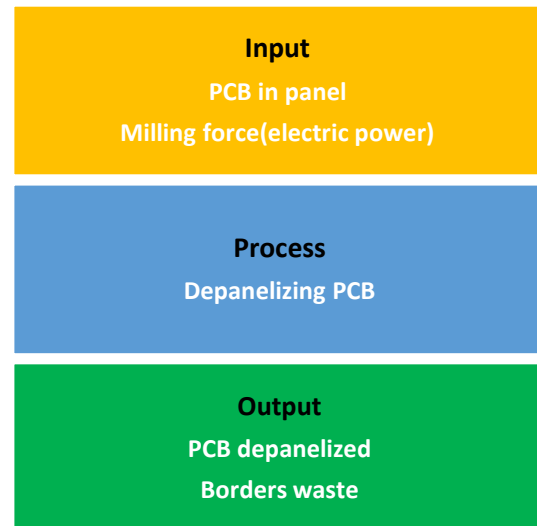 Input
PCB in panel
Milling force(electric power)
Process
Depanelizing PCB
Output
PCB depanelized
Borders waste